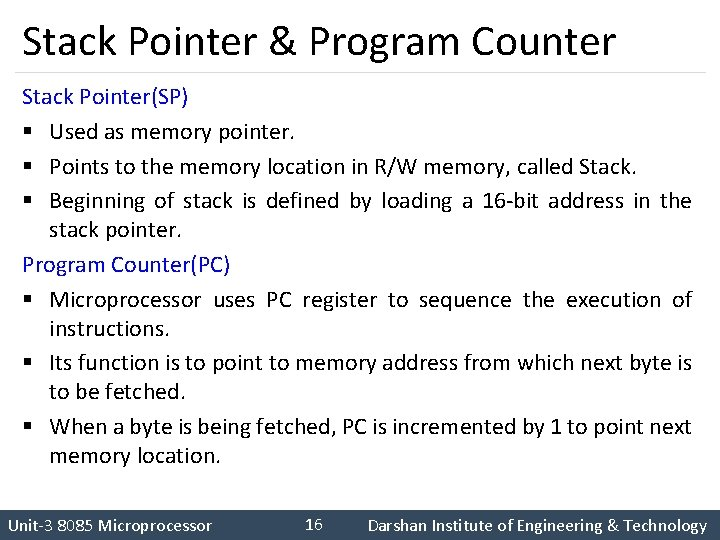 Stack Pointer & Program Counter
Stack Pointer(SP)
▪ Used as memory pointer.
▪ Points to the memory location in R/W memory, called Stack.
▪ Beginning of stack is defined by loading a 16-bit address in the
stack pointer.
Program Counter(PC)
▪ Microprocessor uses PC register to sequence the execution of
instructions.
▪ Its function is to point to memory address from which next byte is
to be fetched.
▪ When a byte is being fetched, PC is incremented by 1 to point next
memory location.
Unit-3 8085 Microprocessor 16 Darshan Institute of Engineering & Technology